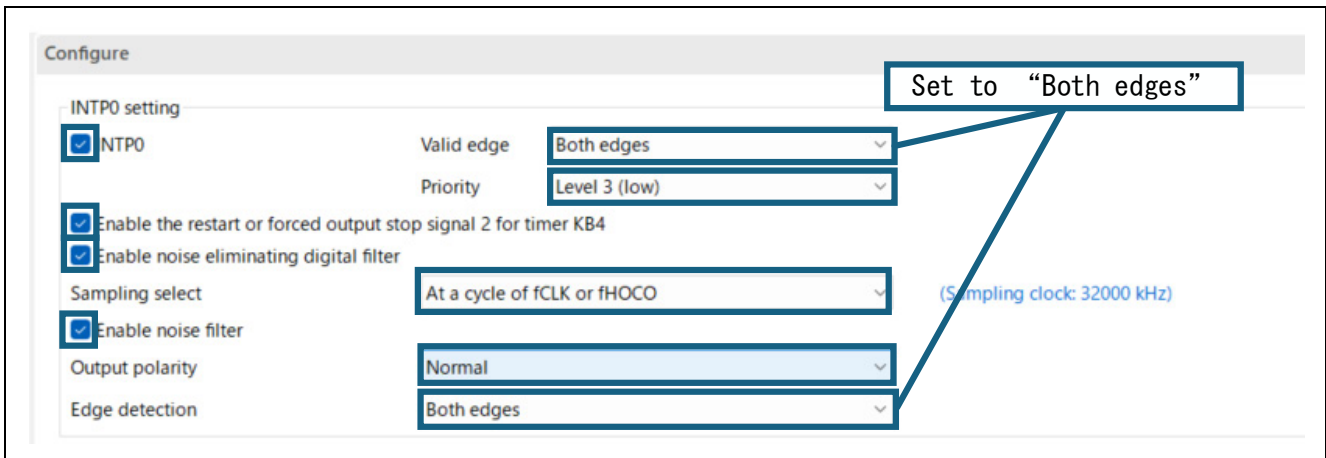 Configure
Set to “Both edges”
INTP0 setting
NTP0 Valid edge Both edges
Priority Level 3 (low)
Enable the restart or forced output stop signal 2 for timer KB4
Enable noise eliminating digital filter
Sampling select At a cycle of fCLK or fHOCO (Sampling clock: 32000 kHz)
Enable noise filter
Output polarity Normal
Edge detection Both edges